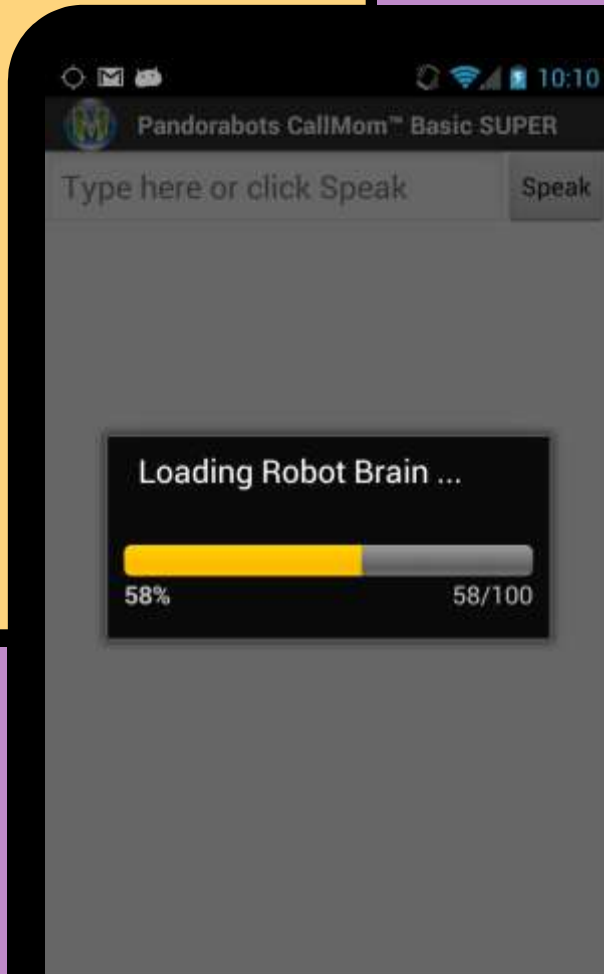 10:10
Pandorabots CallMom™ Basic SUPER
Type here or click Speak
Speak
Loading Robot Brain ...
58%
58/100